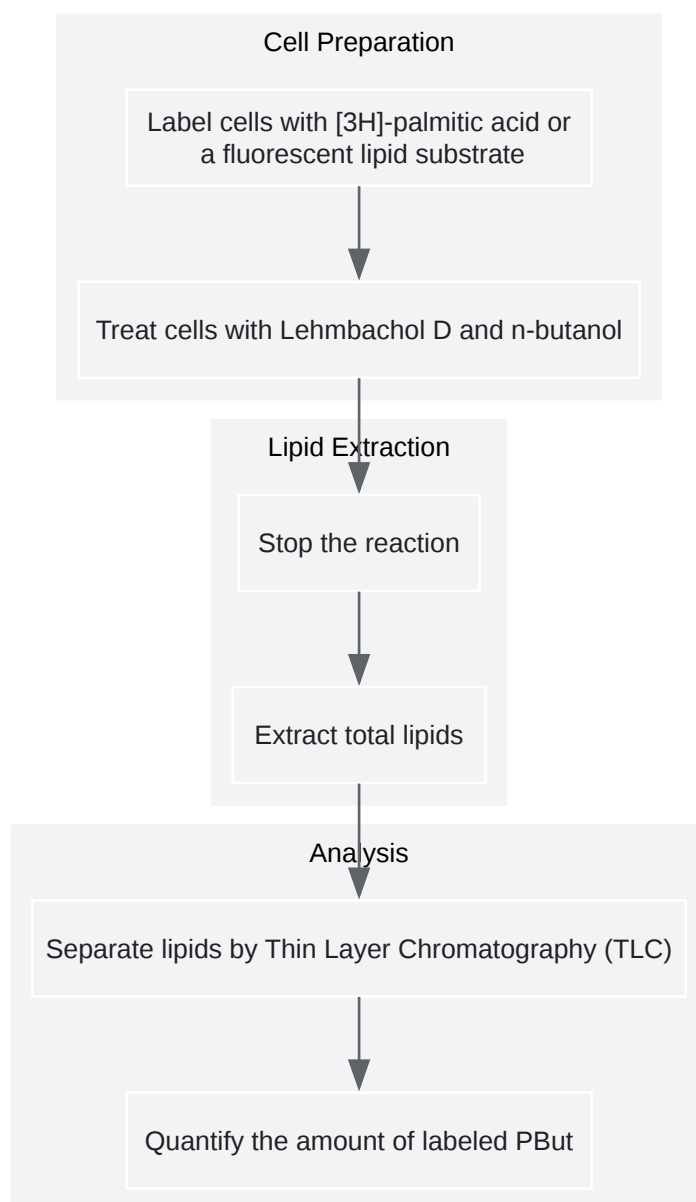 Cell Preparation
Label cells with [3H]-palmitic acid or
a fluorescent lipid substrate
Treat cells with Lehmbachol D and n-butanol
Lipid Extraction
Stop the reaction
Extract total lipids
Analysis
Separate lipids by Thin Layer Chromatography (TLC)
Quantify the amount of labeled PBut